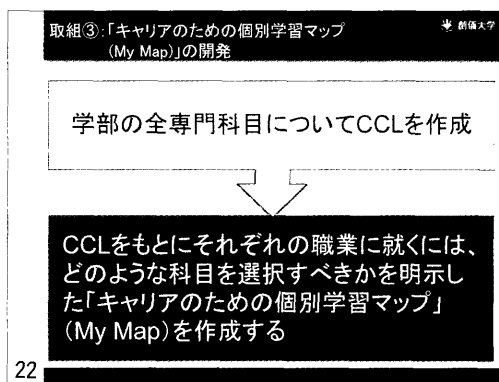 取組③:「キャリアのための個別学習マップ
(My Map)」の開発
創価大学
学部の全専門科目についてCCLを作成
CCLをもとにそれぞれの職業に就くには、
どのような科目を選択すべきかを明示し
た「キャリアのための個別学習マップ」
(My Map)を作成する
22